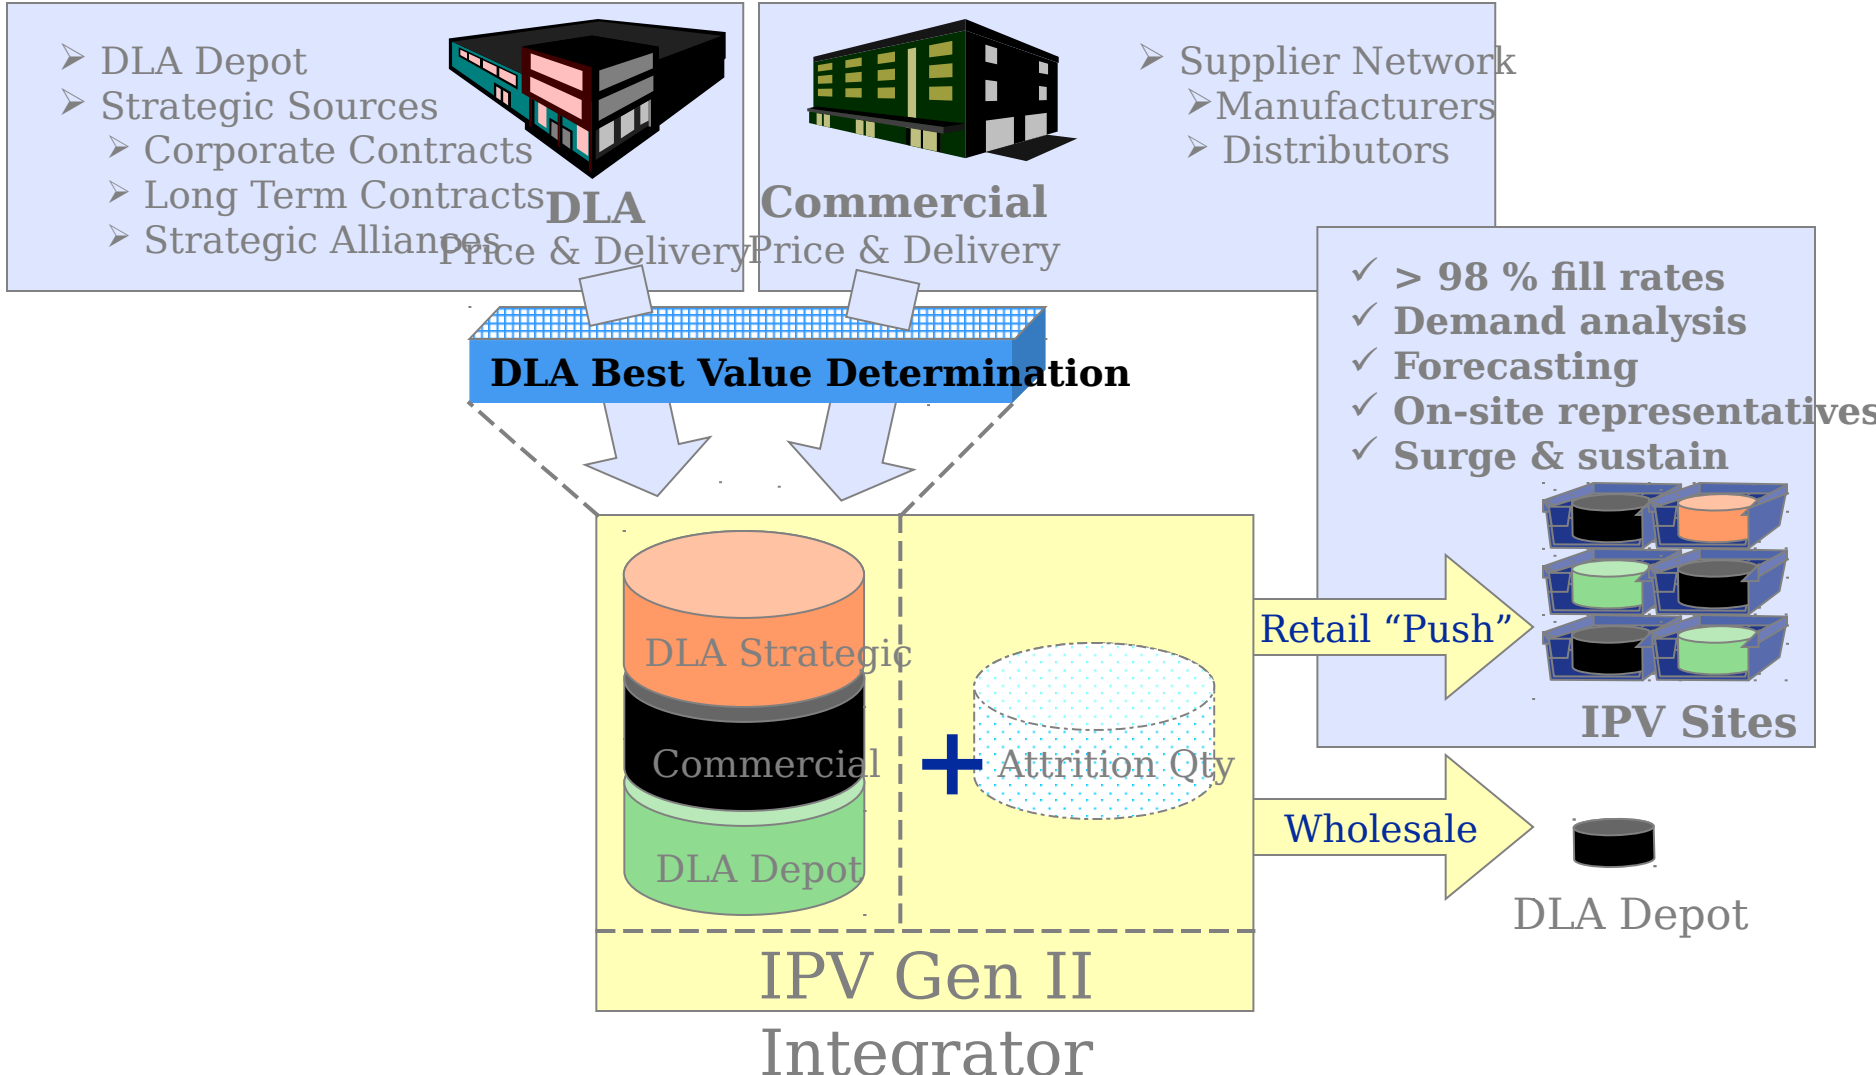 DLA Depot
Strategic Sources
Corporate Contracts
Long Term Contracts
Strategic Alliances
DLA
Price & Delivery
Commercial
Price & Delivery
Supplier Network
Manufacturers
Distributors
> 98 % fill rates
Demand analysis
Forecasting
On-site representatives
Surge & sustain
IPV Sites
DLA Best Value Determination
DLA Strategic
Commercial
DLA Depot
+
Attrition Qty
Retail “Push”
Wholesale
DLA Depot
IPV Gen II
Integrator